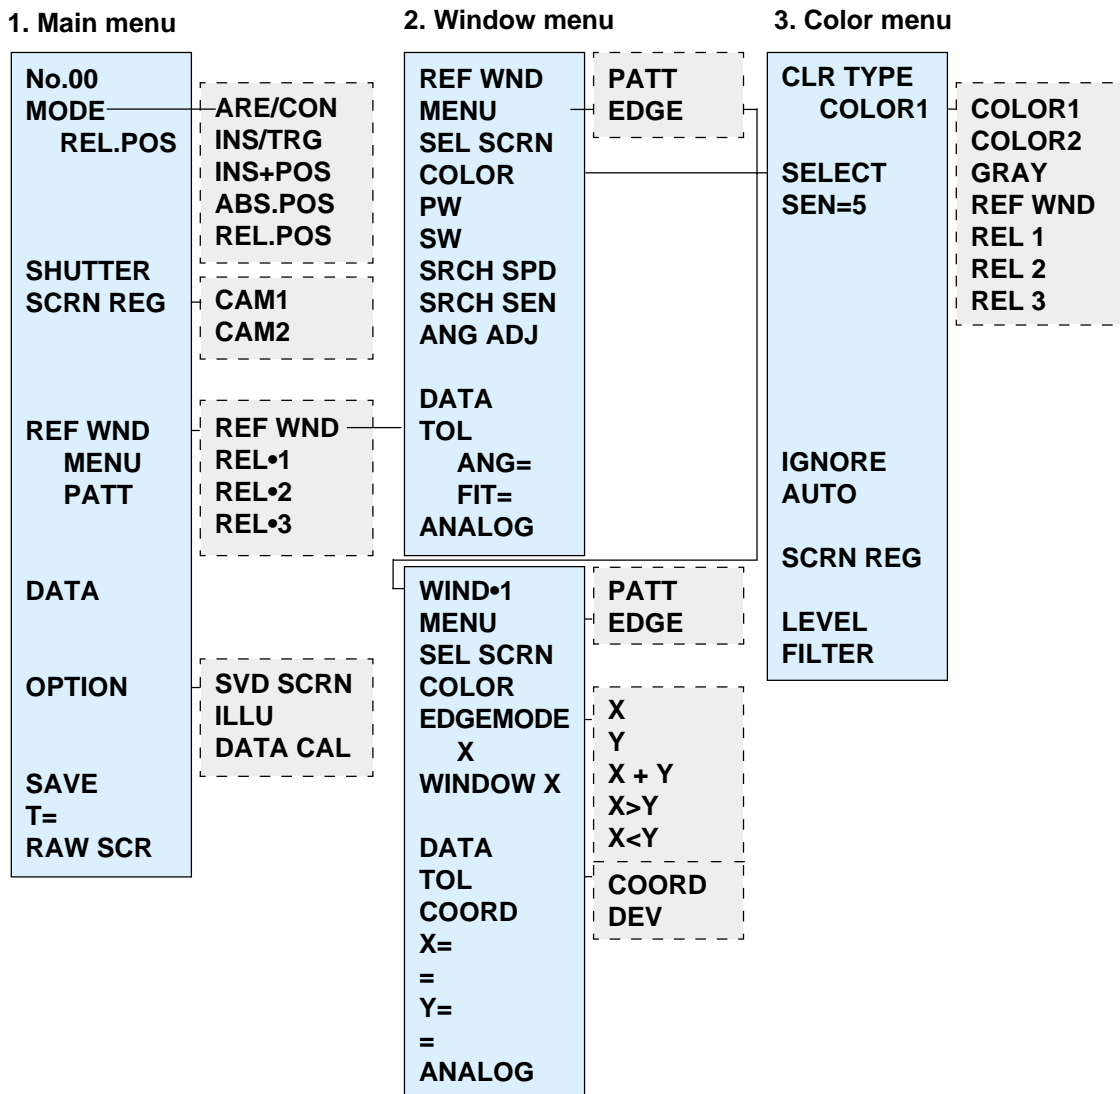 1. Main menu
No.00
MODE
REL.POS
SHUTTER
SCRN REG
REF WND
MENU
PATT
DATA
OPTION
SAVE
T=
RAW SCR
ARE/CON
INS/TRG
INS+POS
ABS.POS
REL.POS
CAM1
CAM2
REF WND
REL•1
REL•2
REL•3
SVD SCRN
ILLU
DATA CAL
2. Window menu
REF WND
MENU
SEL SCRN
COLOR
PW
SW
SRCH SPD
SRCH SEN
ANG ADJ
DATA
TOL
ANG=
FIT=
ANALOG
PATT
EDGE
WIND•1
MENU
SEL SCRN
COLOR
EDGEMODE
X
WINDOW X
DATA
TOL
COORD
X=
=
Y=
=
ANALOG
PATT
EDGE
X
Y
X + Y
X>Y
X<Y
COORD
DEV
3. Color menu
CLR TYPE
COLOR1
SELECT
SEN=5
IGNORE
AUTO
SCRN REG
LEVEL
FILTER
COLOR1
COLOR2
GRAY
REF WND
REL 1
REL 2
REL 3